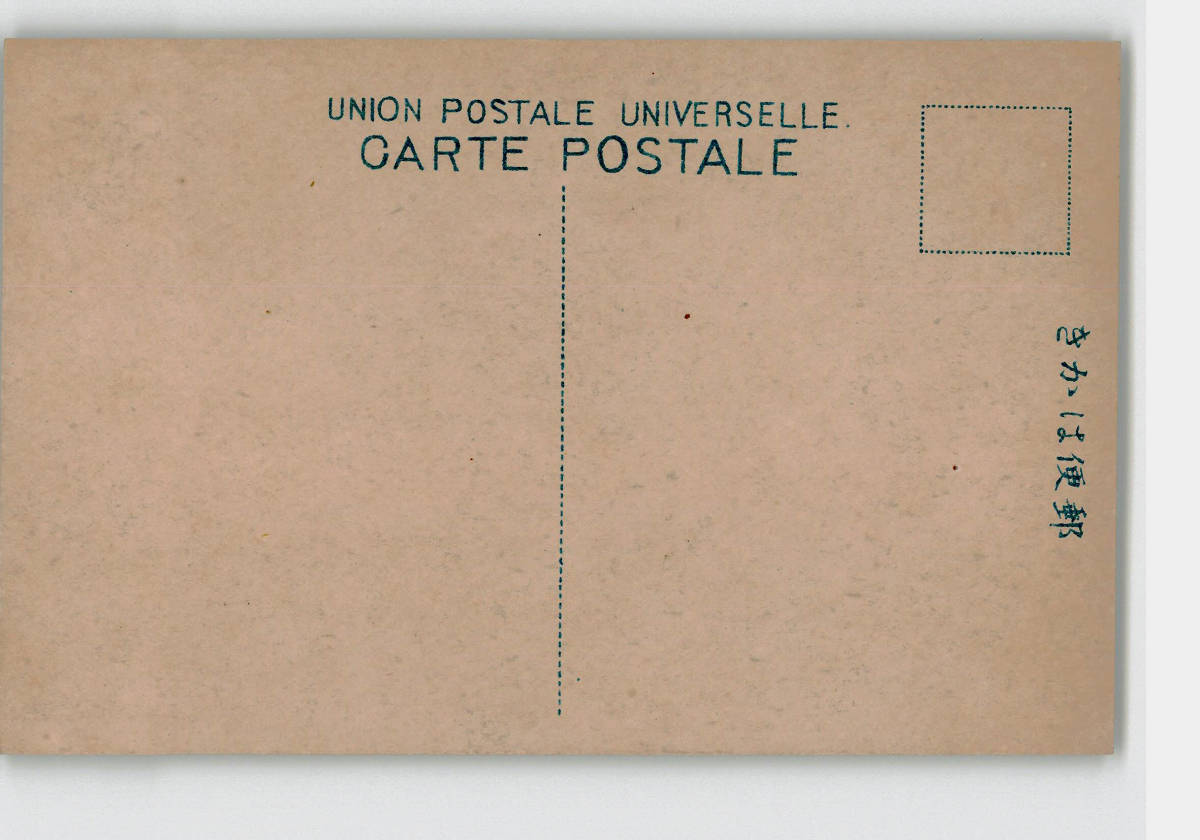 UNION POSTALE UNIVERSELLE.
CARTE POSTALE
きかは便郵